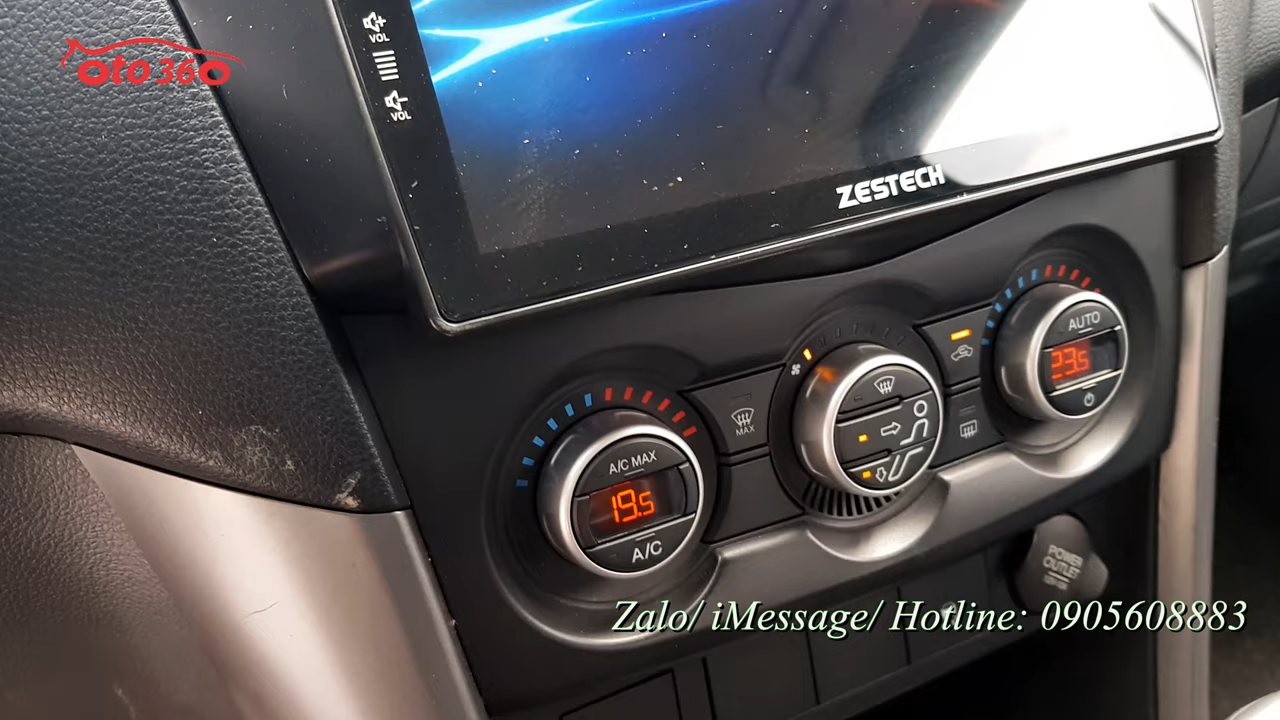 oto360
VOL
VOL
ZESTECH
AUTO
23.5
MAX
A/C MAX
19.5
A/C
POWER
OUTLET
Zalo/ iMessage/ Hotline: 0905608883